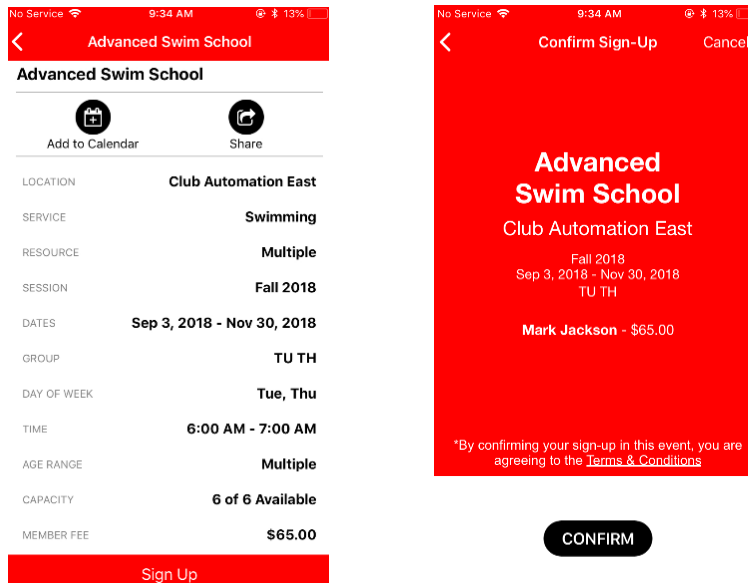 No Service 9:34 AM 13%
Advanced Swim School
Advanced Swim School
Add to Calendar Share
LOCATION Club Automation East
SERVICE Swimming
RESOURCE Multiple
SESSION Fall 2018
DATES Sep 3, 2018 - Nov 30, 2018
GROUP TU TH
DAY OF WEEK Tue, Thu
TIME 6:00 AM - 7:00 AM
AGE RANGE Multiple
CAPACITY 6 of 6 Available
MEMBER FEE $65.00
Sign Up
No Service 9:34 AM 13%
Confirm Sign-Up Cancel
Advanced
Swim School
Club Automation East
Fall 2018
Sep 3, 2018 - Nov 30, 2018
TU TH
Mark Jackson - $65.00
*By confirming your sign-up in this event, you are
agreeing to the Terms & Conditions
CONFIRM